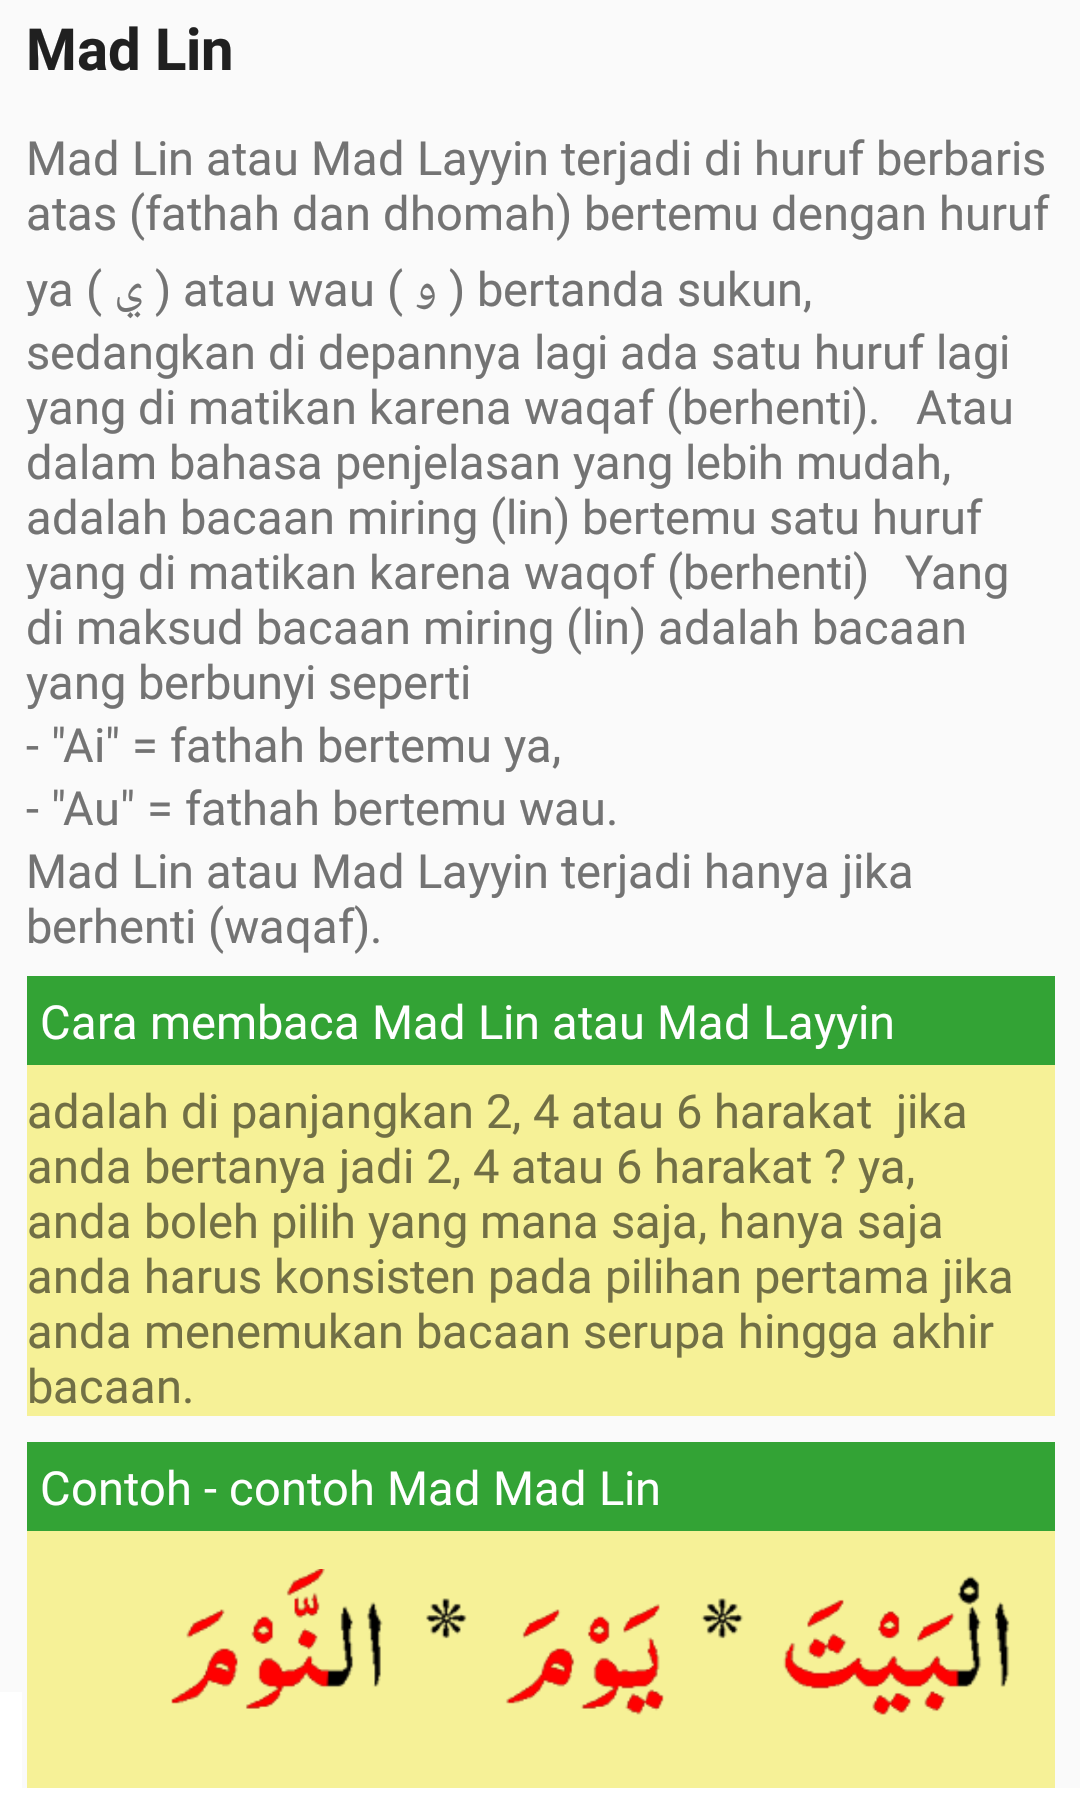 Mad Lin
Mad Lin atau Mad Layyin terjadi di huruf berbaris
atas (fathah dan dhomah) bertemu dengan huruf
ya ( ي ) atau wau ( و ) bertanda sukun,
sedangkan di depannya lagi ada satu huruf lagi
yang di matikan karena waqaf (berhenti).   Atau
dalam bahasa penjelasan yang lebih mudah,
adalah bacaan miring (lin) bertemu satu huruf
yang di matikan karena waqof (berhenti)   Yang
di maksud bacaan miring (lin) adalah bacaan
yang berbunyi seperti
- "Ai" = fathah bertemu ya,
- "Au" = fathah bertemu wau.
Mad Lin atau Mad Layyin terjadi hanya jika
berhenti (waqaf).
Cara membaca Mad Lin atau Mad Layyin
adalah di panjangkan 2, 4 atau 6 harakat  jika
anda bertanya jadi 2, 4 atau 6 harakat ? ya,
anda boleh pilih yang mana saja, hanya saja
anda harus konsisten pada pilihan pertama jika
anda menemukan bacaan serupa hingga akhir
bacaan.
Contoh - contoh Mad Mad Lin
الْبَيْتَ * يَوْمَ * النَّوْمَ